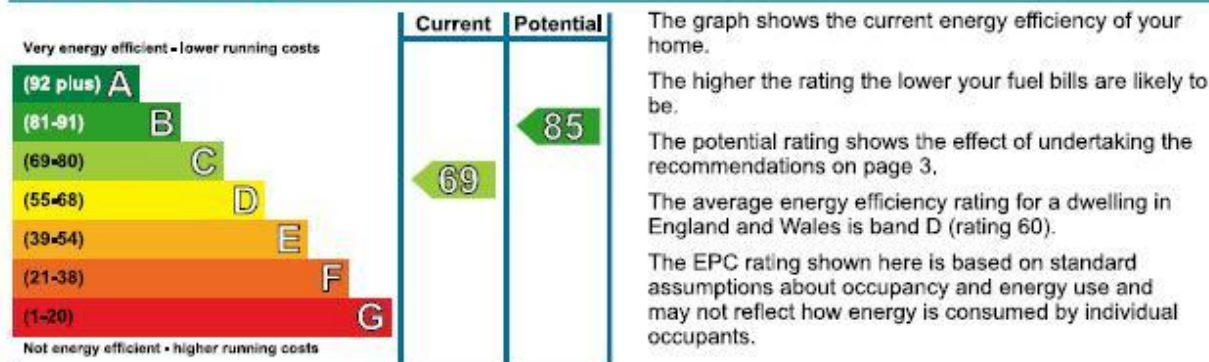 Current Potential
Very energy efficient - lower running costs
(92 plus) A
(81-91) B
(69-80) C
(55-68) D
(39-54) E
(21-38) F
(1-20) G
Not energy efficient - higher running costs
69
85
The graph shows the current energy efficiency of your
home.
The higher the rating the lower your fuel bills are likely to
be.
The potential rating shows the effect of undertaking the
recommendations on page 3.
The average energy efficiency rating for a dwelling in
England and Wales is band D (rating 60).
The EPC rating shown here is based on standard
assumptions about occupancy and energy use and
may not reflect how energy is consumed by individual
occupants.